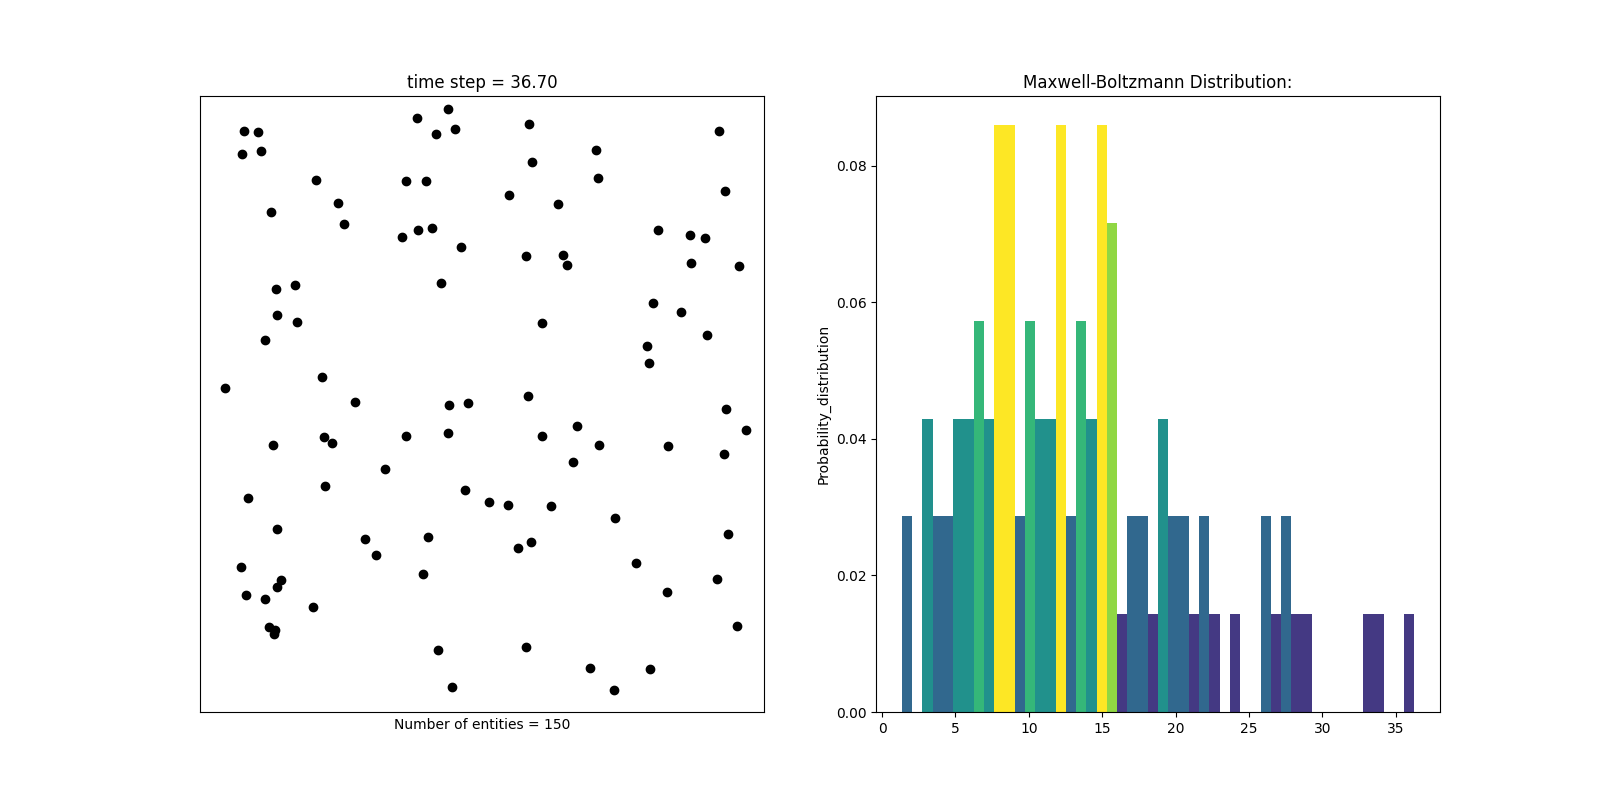 time step = 36.70
Number of entities = 150
Maxwell-Boltzmann Distribution:
Probability_distribution
0.08
0.06
0.04
0.02
0.00
0 5 10 15 20 25 30 35